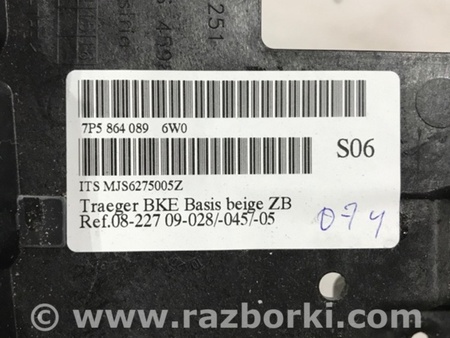 251
7P5 864 089 6W0
S06
ITS MJS6275005Z
Traeger BKE Basis beige ZB
Ref.08-227 09-028/-045/-05
074
© www.razborki.com